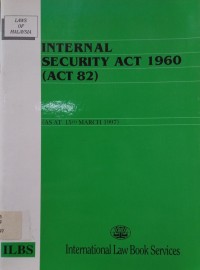 LAWS
OF
MALAYSIA
INTERNAL
SECURITY ACT 1960
(ACT 82)
ILBS
International Law Book Services